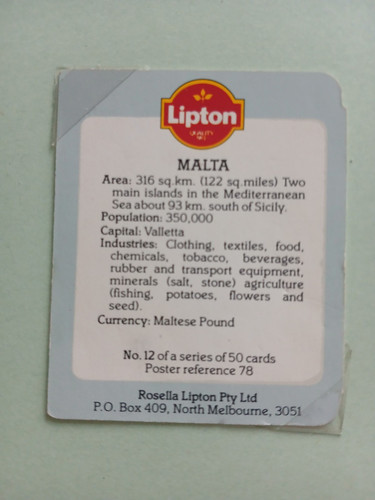 Lipton
MALTA
Area: 316 sq.km. (122 sq.miles) Two
main islands in the Mediterranean
Sea about 93 km. south of Sicily.
Population: 350,000
Capital: Valletta
Industries: Clothing, textiles, food,
chemicals, tobacco, beverages,
rubber and transport equipment,
minerals (salt, stone) agriculture
(fishing, potatoes, flowers and
seed).
Currency: Maltese Pound
No. 12 of a series of 50 cards
Poster reference 78
Rosella Lipton Pty Ltd
P.O. Box 409, North Melbourne, 3051